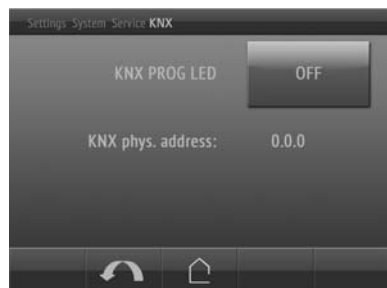 Settings System Service KNX
KNX PROG LED OFF
KNX phys. address: 0.0.0